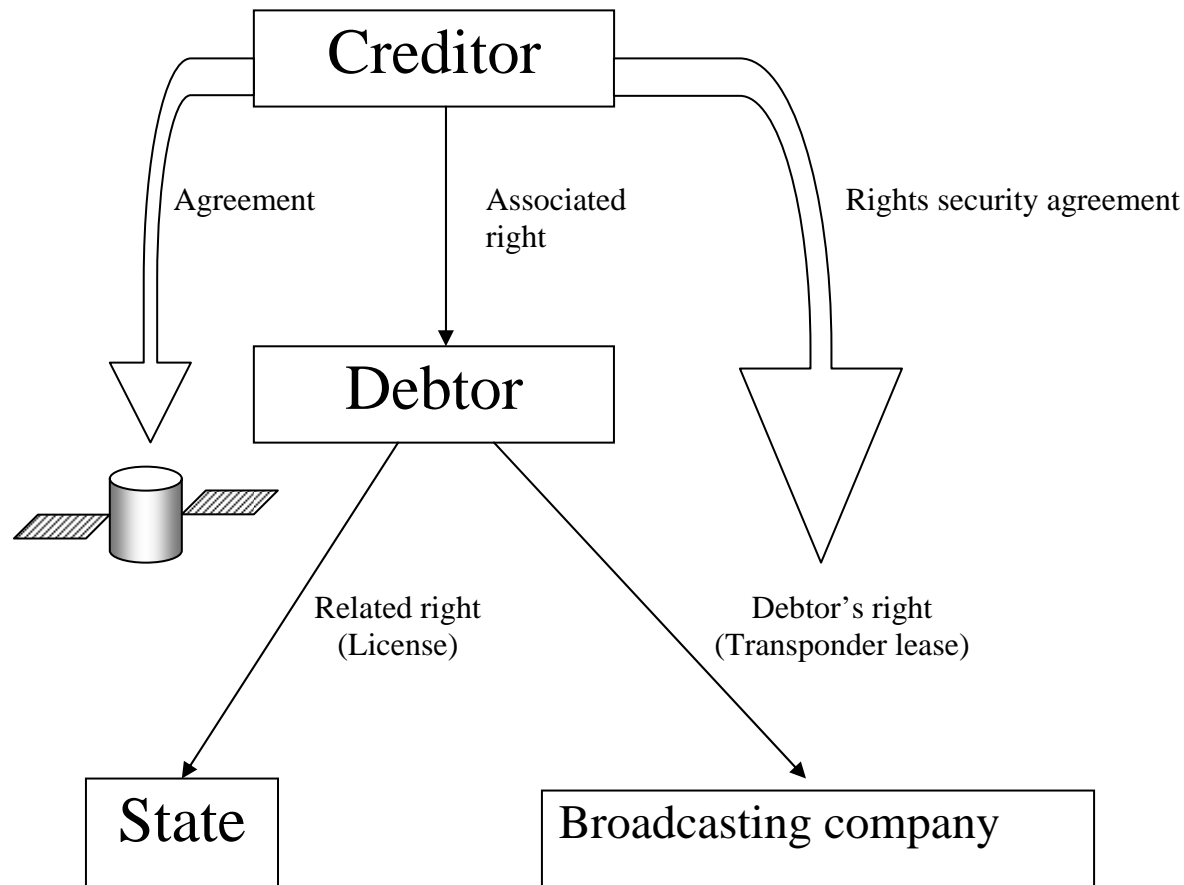 Creditor
Agreement
Associated
right
Rights security agreement
Debtor
Related right
(License)
Debtor’s right
(Transponder lease)
State
Broadcasting company